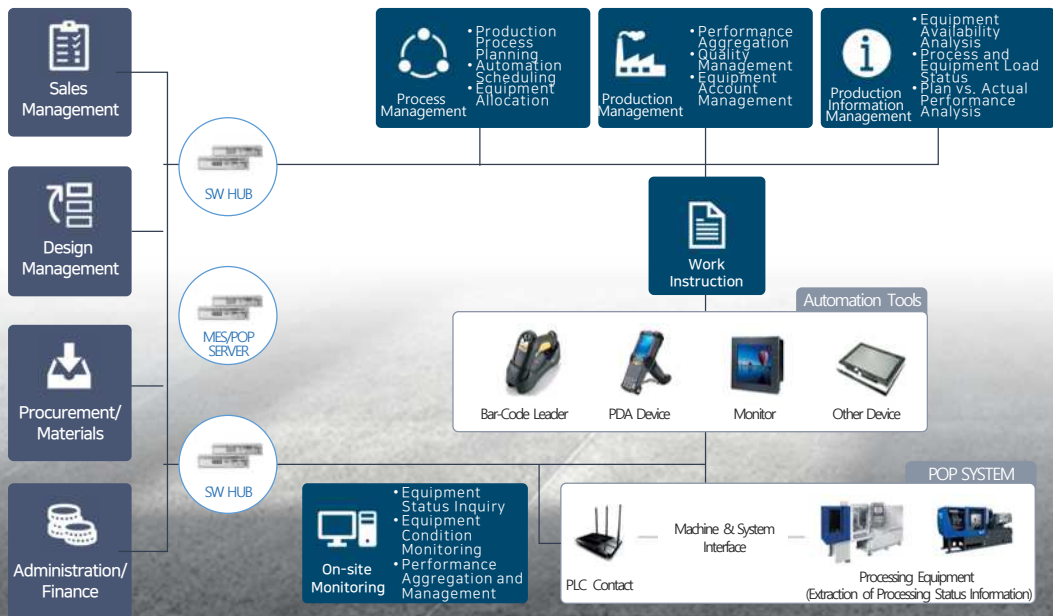 Sales
Management
Design
Management
Procurement/
Materials
Administration/
Finance
SW HUB
MES/POP
SERVER
SW HUB
Process
Management
• Production
Process
Planning
• Automation
Scheduling
• Equipment
Allocation
Production
Management
• Performance
Aggregation
• Quality
Management
• Equipment
Account
Management
Production
Information
Management
• Equipment
Availability
Analysis
• Process and
Equipment Load
Status
• Plan vs. Actual
Performance
Analysis
Work
Instruction
Automation Tools
Bar-Code Leader
PDA Device
Monitor
Other Device
On-site
Monitoring
• Equipment
Status Inquiry
• Equipment
Condition
Monitoring
• Performance
Aggregation and
Management
POP SYSTEM
PLC Contact
Machine & System
Interface
Processing Equipment
(Extraction of Processing Status Information)